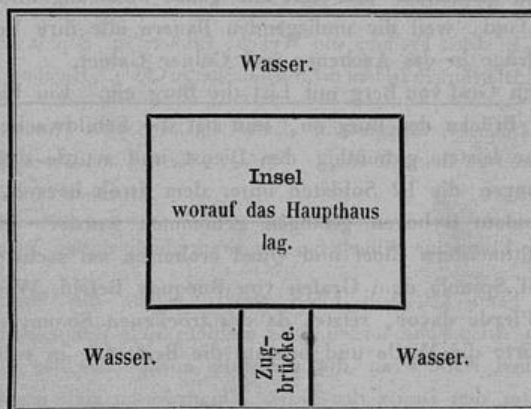 Wasser.
Insel
worauf das Haupthaus
lag.
Wasser.
Zug-
brücke.
Wasser.